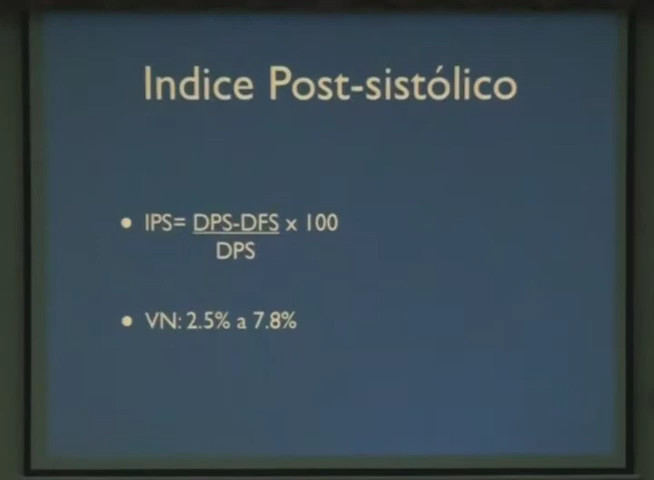 Indice Post-sistólico
• IPS= DPS-DFS x 100
DPS
• VN: 2.5% a 7.8%